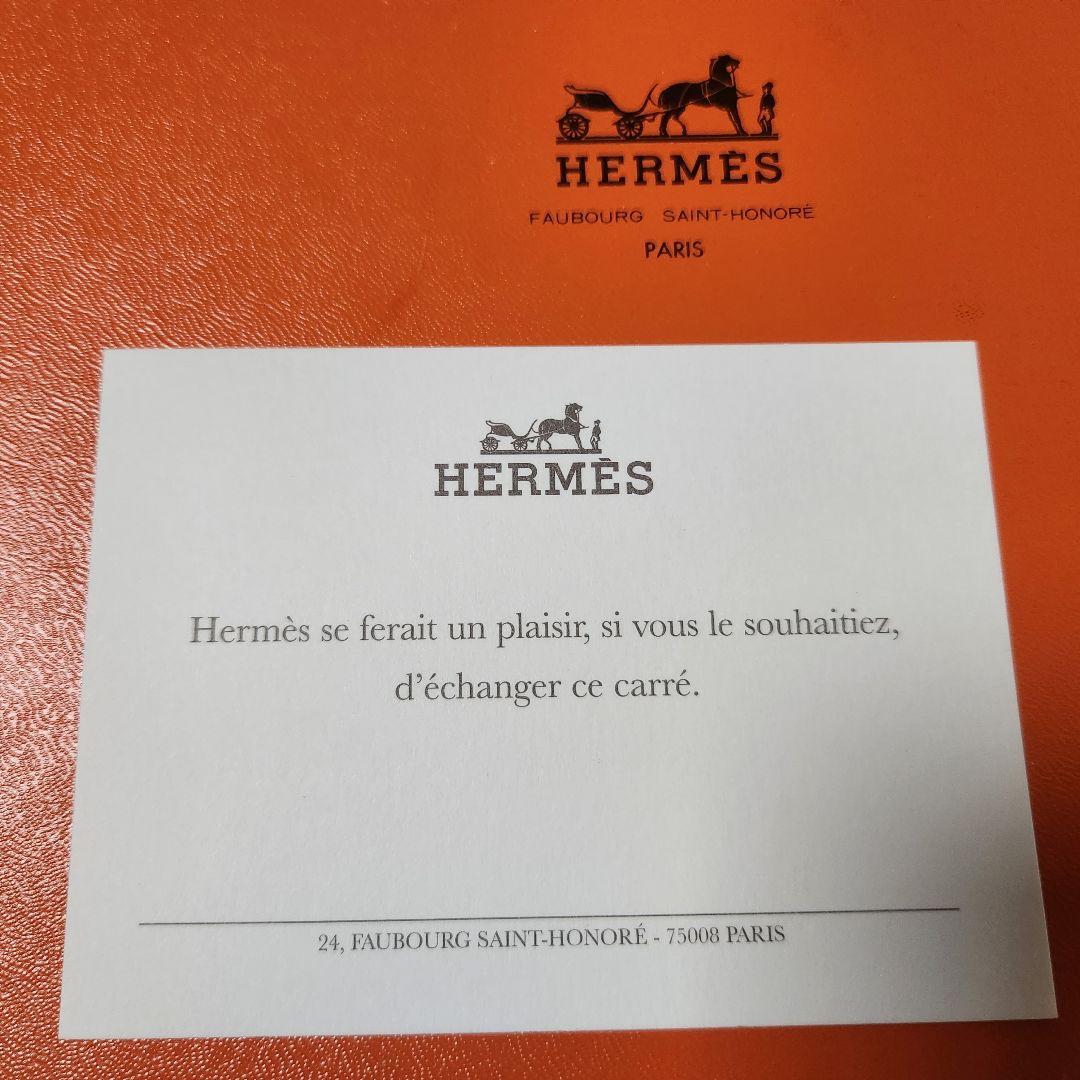 HERMÈS
FAUBOURG SAINT-HONORÉ
PARIS
HERMÈS
Hermès se ferait un plaisir, si vous le souhaitiez,
d’échanger ce carré.
24, FAUBOURG SAINT-HONORÉ - 75008 PARIS